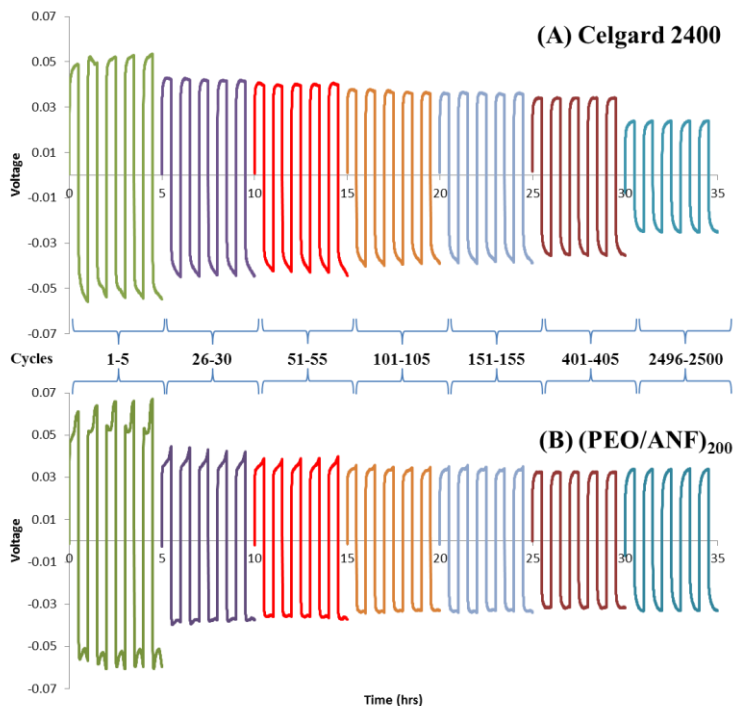 (A) Celgard 2400
0.07
0.05
0.03
0.01
-0.01
-0.03
-0.05
-0.07
Voltage
0 5 10 15 20 25 30 35
Cycles 1-5 26-30 51-55 101-105 151-155 401-405 2496-2500
(B) (PEO/ANF)200
0.07
0.05
0.03
0.01
-0.01
-0.03
-0.05
-0.07
Voltage
0 5 10 15 20 25 30 35
Time (hrs)